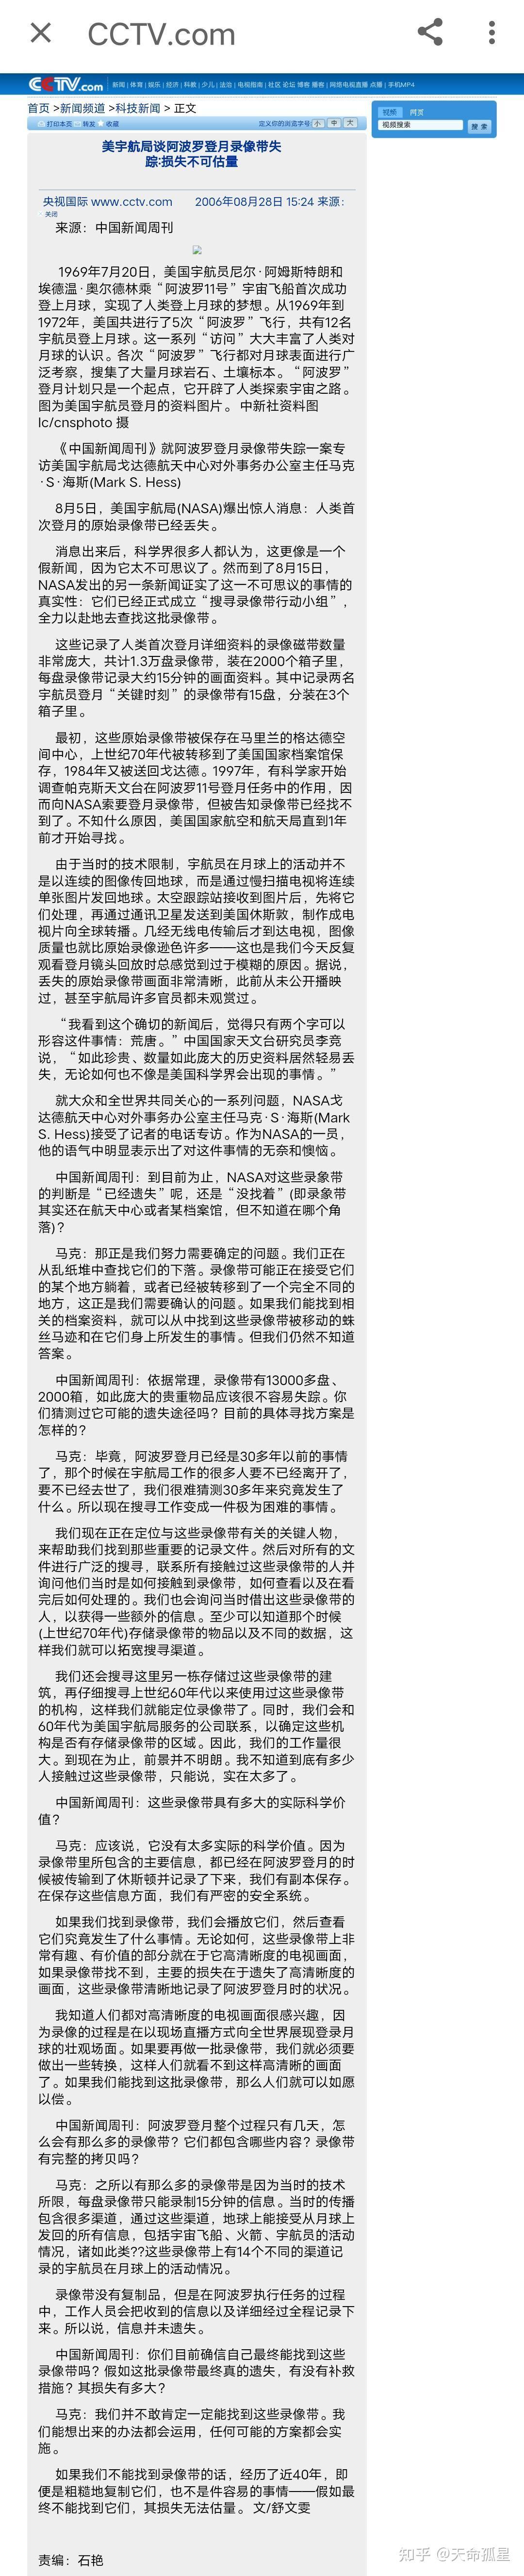 CCTV.com
CCTV.com 新闻 | 体育 | 娱乐 | 经济 | 科教 | 少儿 | 法治 | 电视指南 | 社区 论坛 博客 播客 | 网络电视直播 点播 | 手机MP4
首页 >新闻频道 >科技新闻 > 正文
打印本页 转发 收藏 定义你的浏览字号: 小 中 大
视频 网页
视频搜索 搜 索
美宇航局谈阿波罗登月录像带失
踪:损失不可估量
央视国际 www.cctv.com 2006年08月28日 15:24 来源:
关闭
来源：中国新闻周刊
1969年7月20日，美国宇航员尼尔·阿姆斯特朗和
埃德温·奥尔德林乘“阿波罗11号”宇宙飞船首次成功
登上月球，实现了人类登上月球的梦想。从1969年到
1972年，美国共进行了5次“阿波罗”飞行，共有12名
宇航员登上月球。这一系列“访问”大大丰富了人类对
月球的认识。各次“阿波罗”飞行都对月球表面进行广
泛考察，搜集了大量月球岩石、土壤标本。“阿波罗”
登月计划只是一个起点，它开辟了人类探索宇宙之路。
图为美国宇航员登月的资料图片。 中新社资料图
Ic/cnsphoto 摄
《中国新闻周刊》就阿波罗登月录像带失踪一案专
访美国宇航局戈达德航天中心对外事务办公室主任马克
·S·海斯(Mark S. Hess)
8月5日，美国宇航局(NASA)爆出惊人消息：人类首
次登月的原始录像带已经丢失。
消息出来后，科学界很多人都认为，这更像是一个
假新闻，因为它太不可思议了。然而到了8月15日，
NASA发出的另一条新闻证实了这一不可思议的事情的
真实性：它们已经正式成立“搜寻录像带行动小组”，
全力以赴地去查找这批录像带。
这些记录了人类首次登月详细资料的录像磁带数量
非常庞大，共计1.3万盘录像带，装在2000个箱子里，
每盘录像带记录大约15分钟的画面资料。其中记录两名
宇航员登月“关键时刻”的录像带有15盘，分装在3个
箱子里。
最初，这些原始录像带被保存在马里兰的格达德空
间中心，上世纪70年代被转移到了美国国家档案馆保
存，1984年又被送回戈达德。1997年，有科学家开始
调查帕克斯天文台在阿波罗11号登月任务中的作用，因
而向NASA索要登月录像带，但被告知录像带已经找不
到了。不知什么原因，美国国家航空和航天局直到1年
前才开始寻找。
由于当时的技术限制，宇航员在月球上的活动并不
是以连续的图像传回地球，而是通过慢扫描电视将连续
单张图片发回地球。太空跟踪站接收到图片后，先将它
们处理，再通过通讯卫星发送到美国休斯敦，制作成电
视片向全球转播。几经无线电传输后才到达电视，图像
质量也就比原始录像逊色许多——这也是我们今天反复
观看登月镜头回放时总感觉到过于模糊的原因。据说，
丢失的原始录像带画面非常清晰，此前从未公开播映
过，甚至宇航局许多官员都未观赏过。
“我看到这个确切的新闻后，觉得只有两个字可以
形容这件事情：荒唐。”中国国家天文台研究员李竞
说，“如此珍贵、数量如此庞大的历史资料居然轻易丢
失，无论如何也不像是美国科学界会出现的事情。”
就大众和全世界共同关心的一系列问题，NASA戈
达德航天中心对外事务办公室主任马克·S·海斯(Mark
S. Hess)接受了记者的电话专访。作为NASA的一员，
他的语气中明显表示出了对这件事情的无奈和懊恼。
中国新闻周刊：到目前为止，NASA对这些录象带
的判断是“已经遗失”呢，还是“没找着”(即录象带
其实还在航天中心或者某档案馆，但不知道在哪个角
落)？
马克：那正是我们努力需要确定的问题。我们正在
从乱纸堆中查找它们的下落。录像带可能正在接受它们
的某个地方躺着，或者已经被转移到了一个完全不同的
地方，这正是我们需要确认的问题。如果我们能找到相
关的档案资料，就可以从中找到这些录像带被移动的蛛
丝马迹和在它们身上所发生的事情。但我们仍然不知道
答案。
中国新闻周刊：依据常理，录像带有13000多盘、
2000箱，如此庞大的贵重物品应该很不容易失踪。你
们猜测过它可能的遗失途径吗？目前的具体寻找方案是
怎样的？
马克：毕竟，阿波罗登月已经是30多年以前的事情
了，那个时候在宇航局工作的很多人要不已经离开了，
要不已经去世了，我们很难猜测30多年来究竟发生了
什么。所以现在搜寻工作变成一件极为困难的事情。
我们现在正在定位与这些录像带有关的关键人物，
来帮助我们找到那些重要的记录文件。然后对所有的文
件进行广泛的搜寻，联系所有接触过这些录像带的人并
询问他们当时是如何接触到录像带，如何查看以及在看
完后如何处理的。我们也会询问当时借出这些录像带的
人，以获得一些额外的信息。至少可以知道那个时候
(上世纪70年代)存储录像带的物品以及不同的数据，这
样我们就可以拓宽搜寻渠道。
我们还会搜寻这里另一栋存储过这些录像带的建
筑，再仔细搜寻上世纪60年代以来使用过这些录像带
的机构，这样我们就能定位录像带了。同时，我们会和
60年代为美国宇航局服务的公司联系，以确定这些机
构是否有存储录像带的区域。因此，我们的工作量很
大。到现在为止，前景并不明朗。我不知道到底有多少
人接触过这些录像带，只能说，实在太多了。
中国新闻周刊：这些录像带具有多大的实际科学价
值？
马克：应该说，它没有太多实际的科学价值。因为
录像带里所包含的主要信息，都已经在阿波罗登月的时
候被传输到了休斯顿并记录了下来，我们有副本保存。
在保存这些信息方面，我们有严密的安全系统。
如果我们找到录像带，我们会播放它们，然后查看
它们究竟发生了什么事情。无论如何，这些录像带上非
常有趣、有价值的部分就在于它高清晰度的电视画面，
如果录像带找不到，主要的损失在于遗失了高清晰度的
画面，这些录像带清晰地记录了阿波罗登月时的状况。
我知道人们都对高清晰度的电视画面很感兴趣，因
为录像的过程是在以现场直播方式向全世界展现登录月
球的壮观场面。如果要再做一批录像带，我们就必须要
做出一些转换，这样人们就看不到这样高清晰的画面
了。如果我们能找到这批录像带，那么人们就可以如愿
以偿。
中国新闻周刊：阿波罗登月整个过程只有几天，怎
么会有那么多的录像带？它们都包含哪些内容？录像带
有完整的拷贝吗？
马克：之所以有那么多的录像带是因为当时的技术
所限，每盘录像带只能录制15分钟的信息。当时的传播
包含很多渠道，通过这些渠道，地球上能接受从月球上
发回的所有信息，包括宇宙飞船、火箭、宇航员的活动
情况，诸如此类??这些录像带上有14个不同的渠道记
录的宇航员在月球上的活动情况。
录像带没有复制品，但是在阿波罗执行任务的过程
中，工作人员会把收到的信息以及详细经过全程记录下
来。所以说，信息并未遗失。
中国新闻周刊：你们目前确信自己最终能找到这些
录像带吗？假如这批录像带最终真的遗失，有没有补救
措施？其损失有多大？
马克：我们并不敢肯定一定能找到这些录像带。我
们能想出来的办法都会运用，任何可能的方案都会实
施。
如果我们不能找到录像带的话，经历了近40年，即
便是粗糙地复制它们，也不是件容易的事情——假如最
终不能找到它们，其损失无法估量。 文/舒文雯
责编：石艳
知乎 @天命孤星